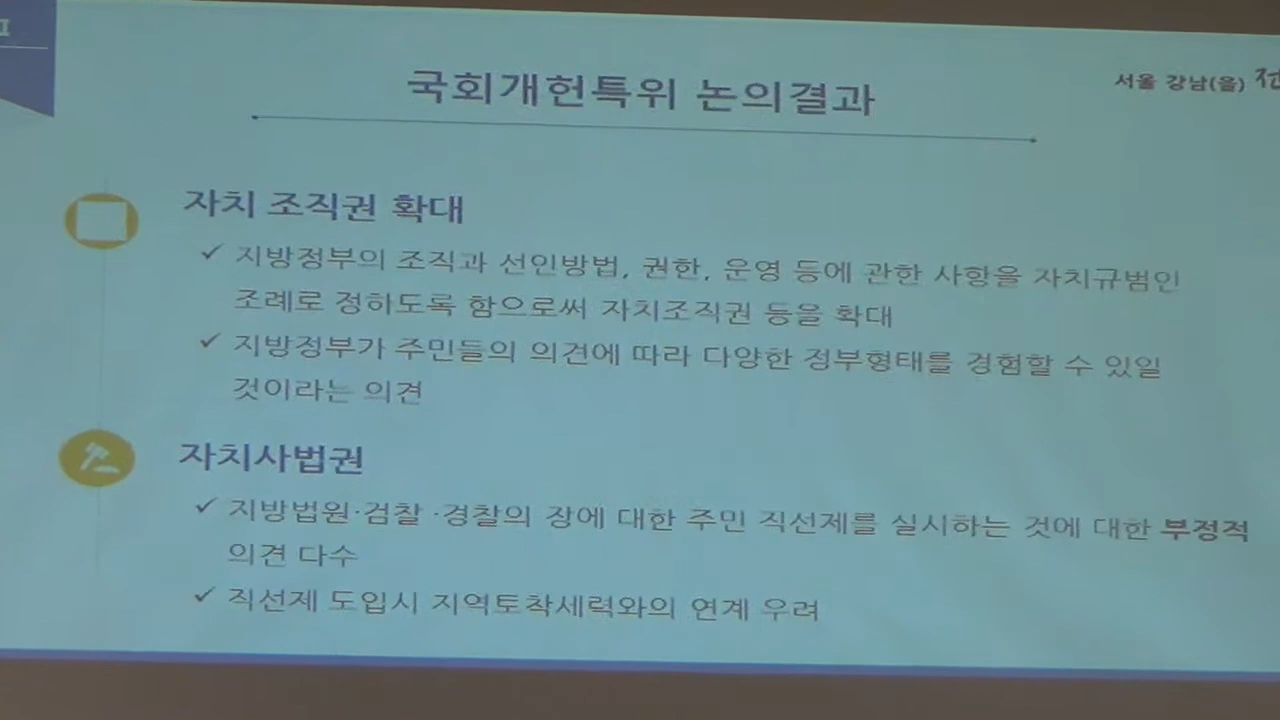 국회개헌특위 논의결과
서울 강남(을)
자치 조직권 확대
✓ 지방정부의 조직과 선인방법, 권한, 운영 등에 관한 사항을 자치규범인
조례로 정하도록 함으로써 자치조직권 등을 확대
✓ 지방정부가 주민들의 의견에 따라 다양한 정부형태를 경험할 수 있일
것이라는 의견
자치사법권
✓ 지방법원·검찰·경찰의 장에 대한 주민 직선제를 실시하는 것에 대한 부정적
의견 다수
✓ 직선제 도입시 지역토착세력와의 연계 우려